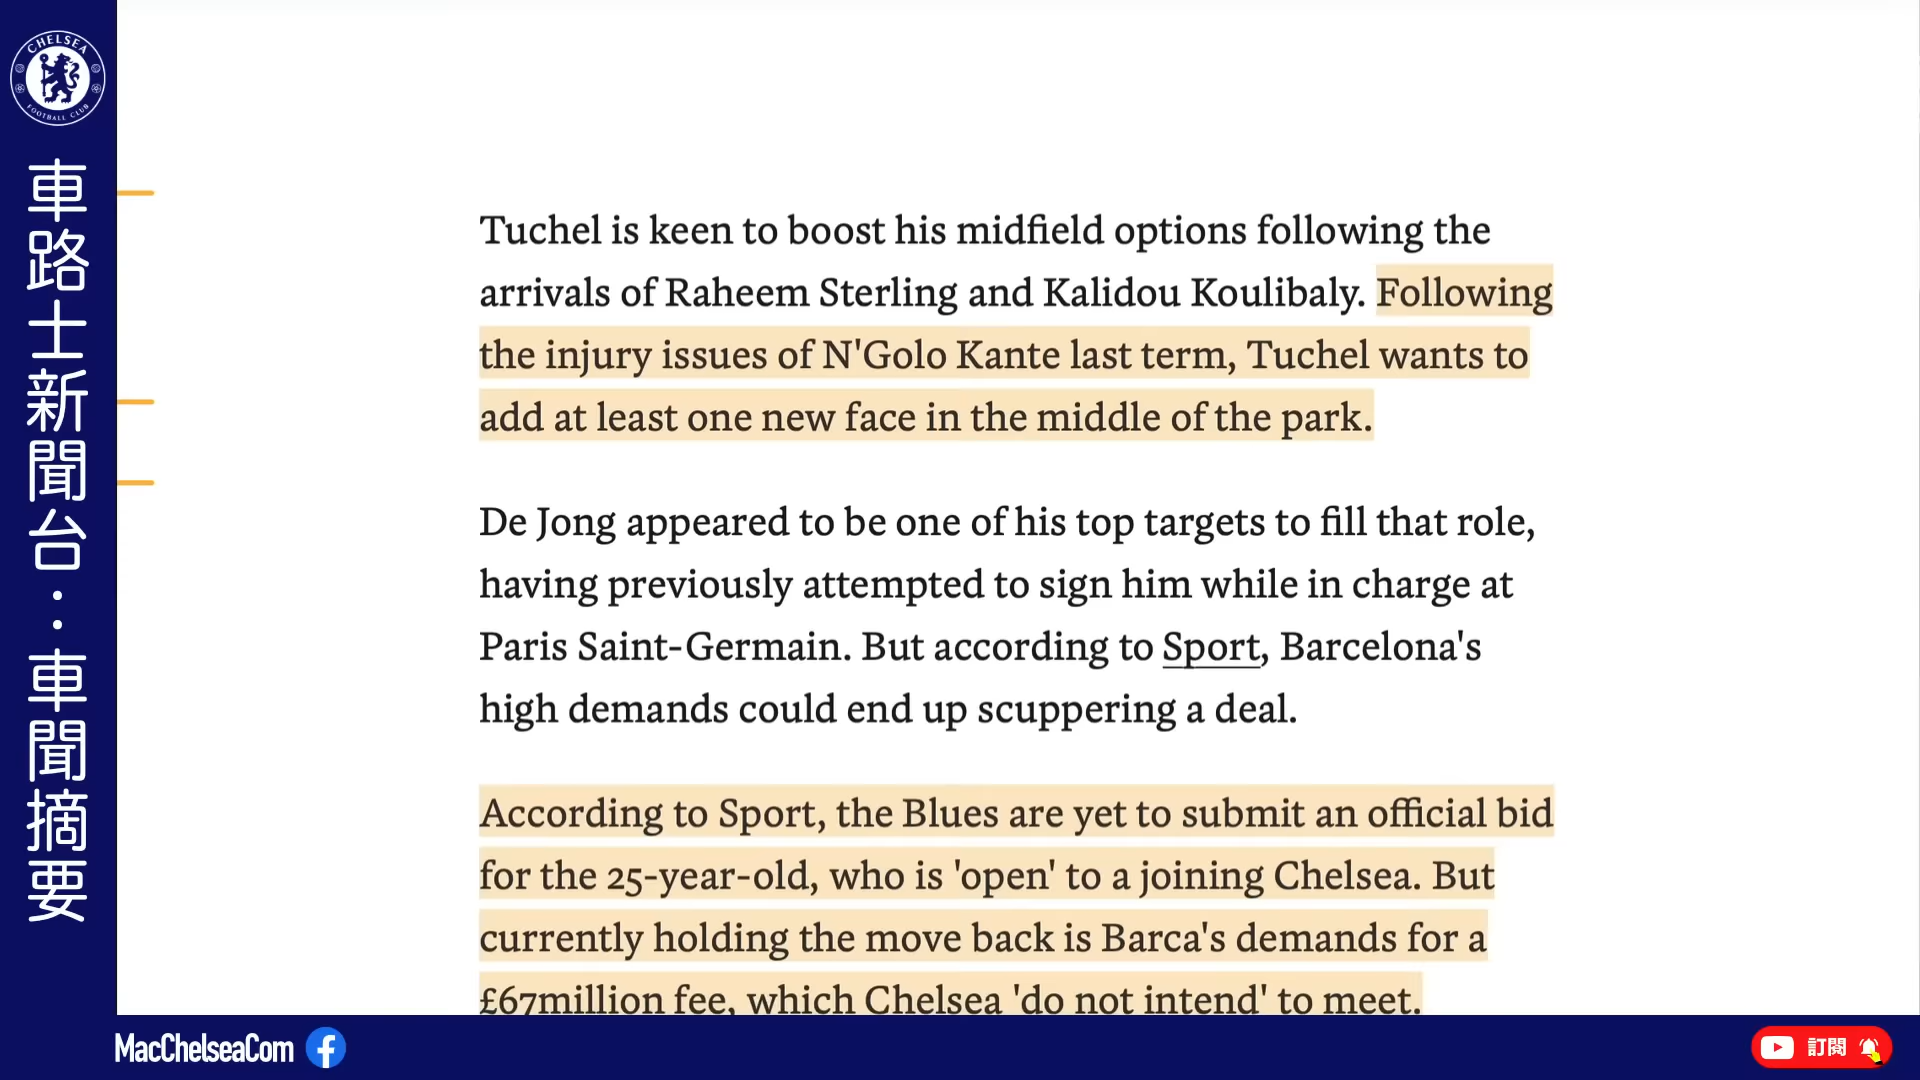 CHELSEA
FOOTBALL CLUB
車路士新聞台：車聞摘要
Tuchel is keen to boost his midfield options following the
arrivals of Raheem Sterling and Kalidou Koulibaly. Following
the injury issues of N'Golo Kante last term, Tuchel wants to
add at least one new face in the middle of the park.
De Jong appeared to be one of his top targets to fill that role,
having previously attempted to sign him while in charge at
Paris Saint-Germain. But according to Sport, Barcelona's
high demands could end up scuppering a deal.
According to Sport, the Blues are yet to submit an official bid
for the 25-year-old, who is 'open' to a joining Chelsea. But
currently holding the move back is Barca's demands for a
£67million fee, which Chelsea 'do not intend' to meet.
MacChelseaCom
訂閱